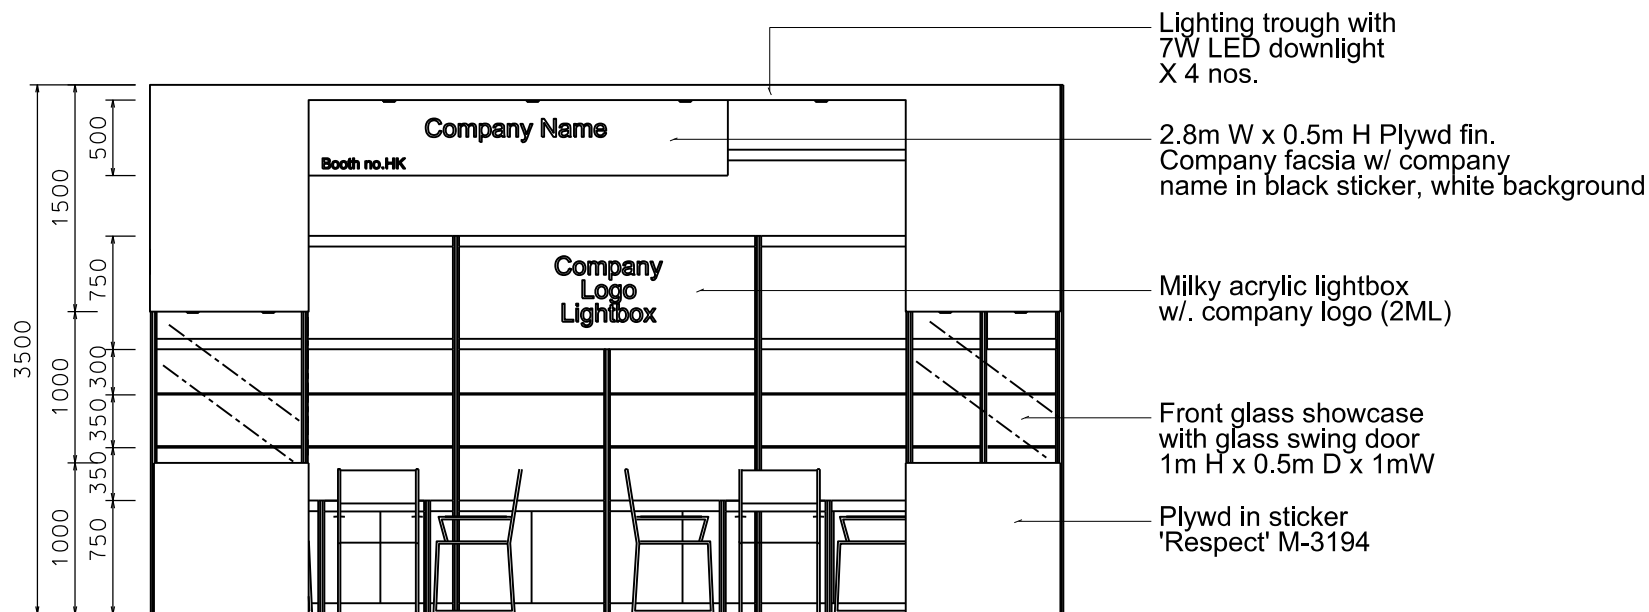 Lighting trough with
7W LED downlight
X 4 nos.
Company Name
Booth no.HK
2.8m W x 0.5m H Plywd fin.
Company facsia w/ company
name in black sticker, white background
Company
Logo
Lightbox
Milky acrylic lightbox
w/. company logo (2ML)
Front glass showcase
with glass swing door
1m H x 0.5m D x 1mW
Plywd in sticker
'Respect' M-3194
3500
1500
1000
1000
500
750
300
350
350
750